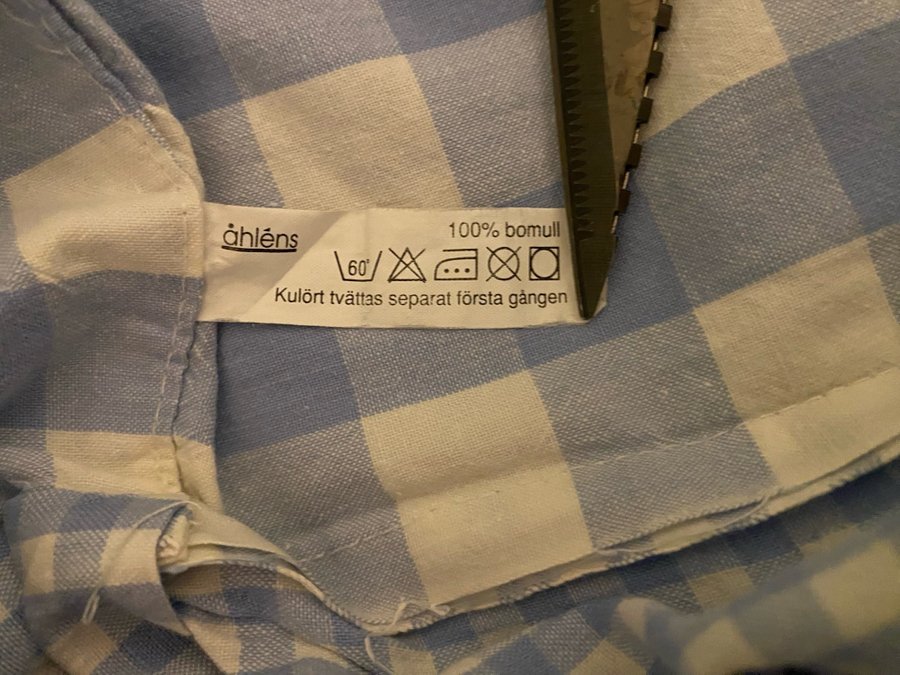 åhléns
100% bomull
60°
Kulört tvättas separat första gången